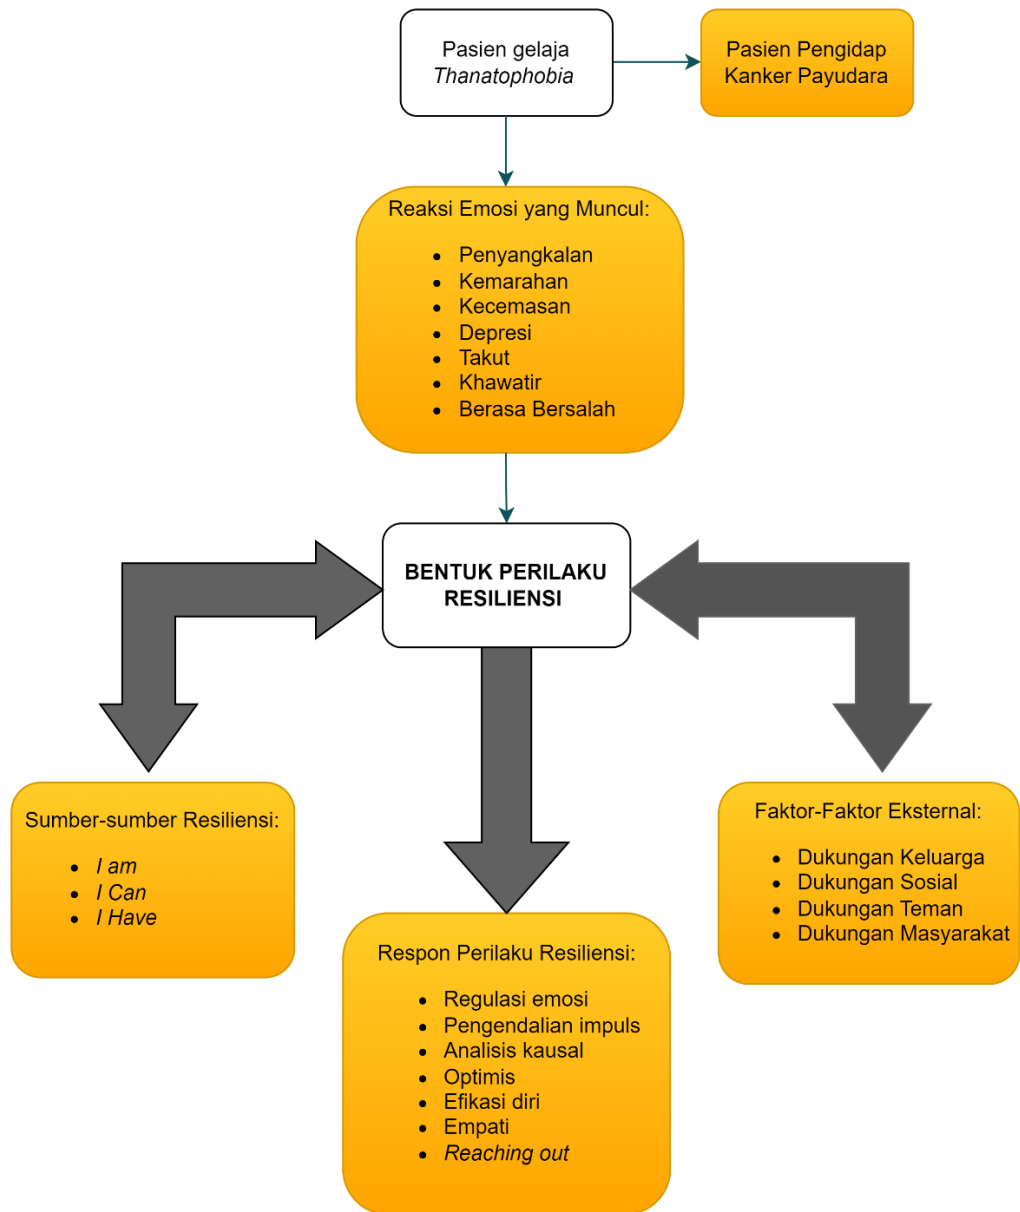 Pasien gelaja
Thanatophobia
Pasien Pengidap
Kanker Payudara
Reaksi Emosi yang Muncul:
• Penyangkalan
• Kemarahan
• Kecemasan
• Depresi
• Takut
• Khawatir
• Berasa Bersalah
BENTUK PERILAKU
RESILIENSI
Sumber-sumber Resiliensi:
• I am
• I Can
• I Have
Respon Perilaku Resiliensi:
• Regulasi emosi
• Pengendalian impuls
• Analisis kausal
• Optimis
• Efikasi diri
• Empati
• Reaching out
Faktor-Faktor Eksternal:
• Dukungan Keluarga
• Dukungan Sosial
• Dukungan Teman
• Dukungan Masyarakat